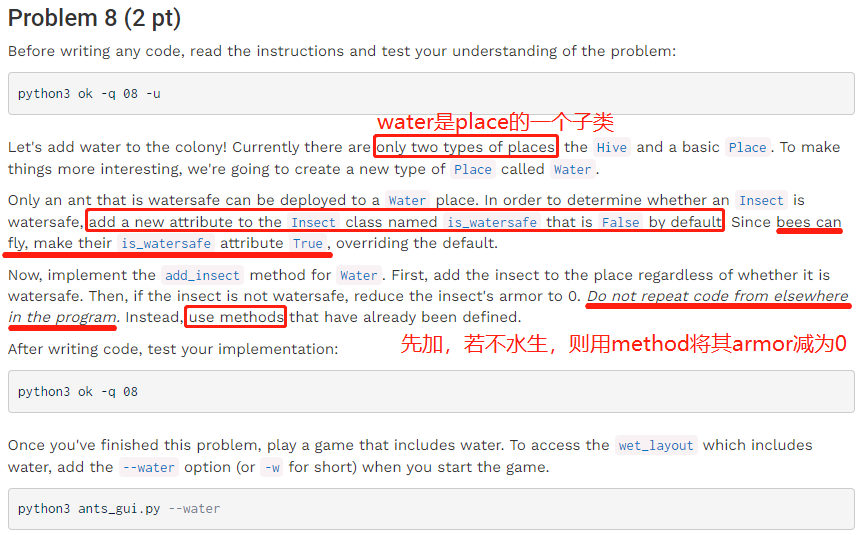 Problem 8 (2 pt)
Before writing any code, read the instructions and test your understanding of the problem:
python3 ok -q 08 -u
water是place的一个子类
Let's add water to the colony! Currently there are only two types of places, the Hive and a basic Place. To make
things more interesting, we're going to create a new type of Place called Water.
Only an ant that is watersafe can be deployed to a Water place. In order to determine whether an Insect is
watersafe, add a new attribute to the Insect class named is_watersafe that is False by default. Since bees can
fly, make their is_watersafe attribute True, overriding the default.
Now, implement the add_insect method for Water. First, add the insect to the place regardless of whether it is
watersafe. Then, if the insect is not watersafe, reduce the insect's armor to 0. Do not repeat code from elsewhere
in the program. Instead, use methods that have already been defined.
先加，若不水生，则用method将其armor减为0
After writing code, test your implementation:
python3 ok -q 08
Once you've finished this problem, play a game that includes water. To access the wet_layout which includes
water, add the --water option (or -w for short) when you start the game.
python3 ants_gui.py --water